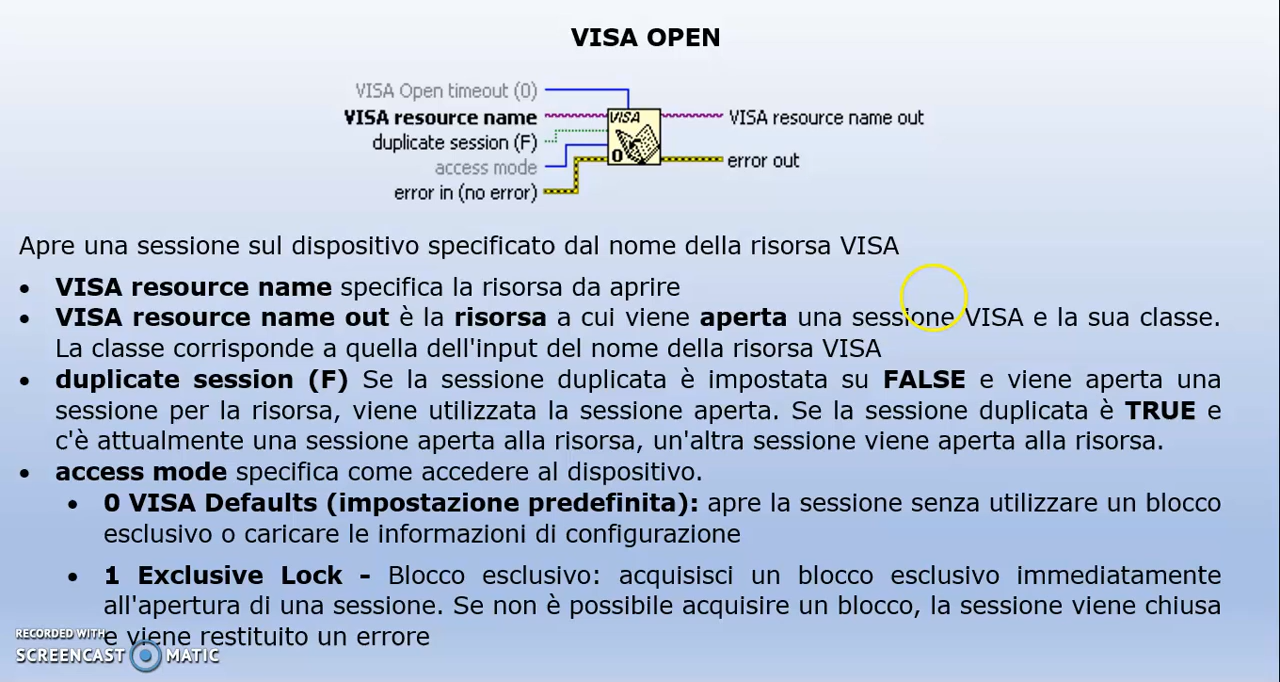 VISA OPEN
VISA Open timeout (0)
VISA resource name
duplicate session (F)
access mode
error in (no error)
VISA
0
VISA resource name out
error out
Apre una sessione sul dispositivo specificato dal nome della risorsa VISA
• VISA resource name specifica la risorsa da aprire
• VISA resource name out è la risorsa a cui viene aperta una sessione VISA e la sua classe.
La classe corrisponde a quella dell'input del nome della risorsa VISA
• duplicate session (F) Se la sessione duplicata è impostata su FALSE e viene aperta una
sessione per la risorsa, viene utilizzata la sessione aperta. Se la sessione duplicata è TRUE e
c'è attualmente una sessione aperta alla risorsa, un'altra sessione viene aperta alla risorsa.
• access mode specifica come accedere al dispositivo.
• 0 VISA Defaults (impostazione predefinita): apre la sessione senza utilizzare un blocco
esclusivo o caricare le informazioni di configurazione
• 1 Exclusive Lock - Blocco esclusivo: acquisisci un blocco esclusivo immediatamente
all'apertura di una sessione. Se non è possibile acquisire un blocco, la sessione viene chiusa
e viene restituito un errore
RECORDED WITH
SCREENCAST MATIC